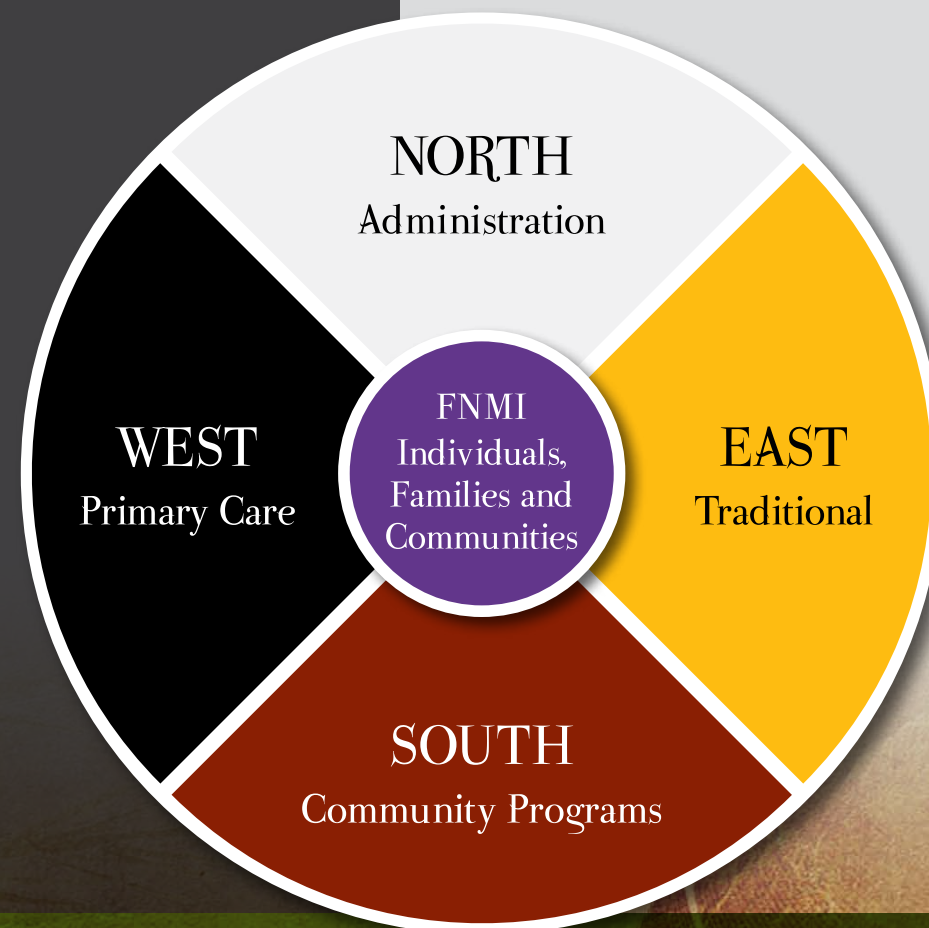 NORTH
Administration
WEST
Primary Care
FNMI
Individuals,
Families and
Communities
EAST
Traditional
SOUTH
Community Programs